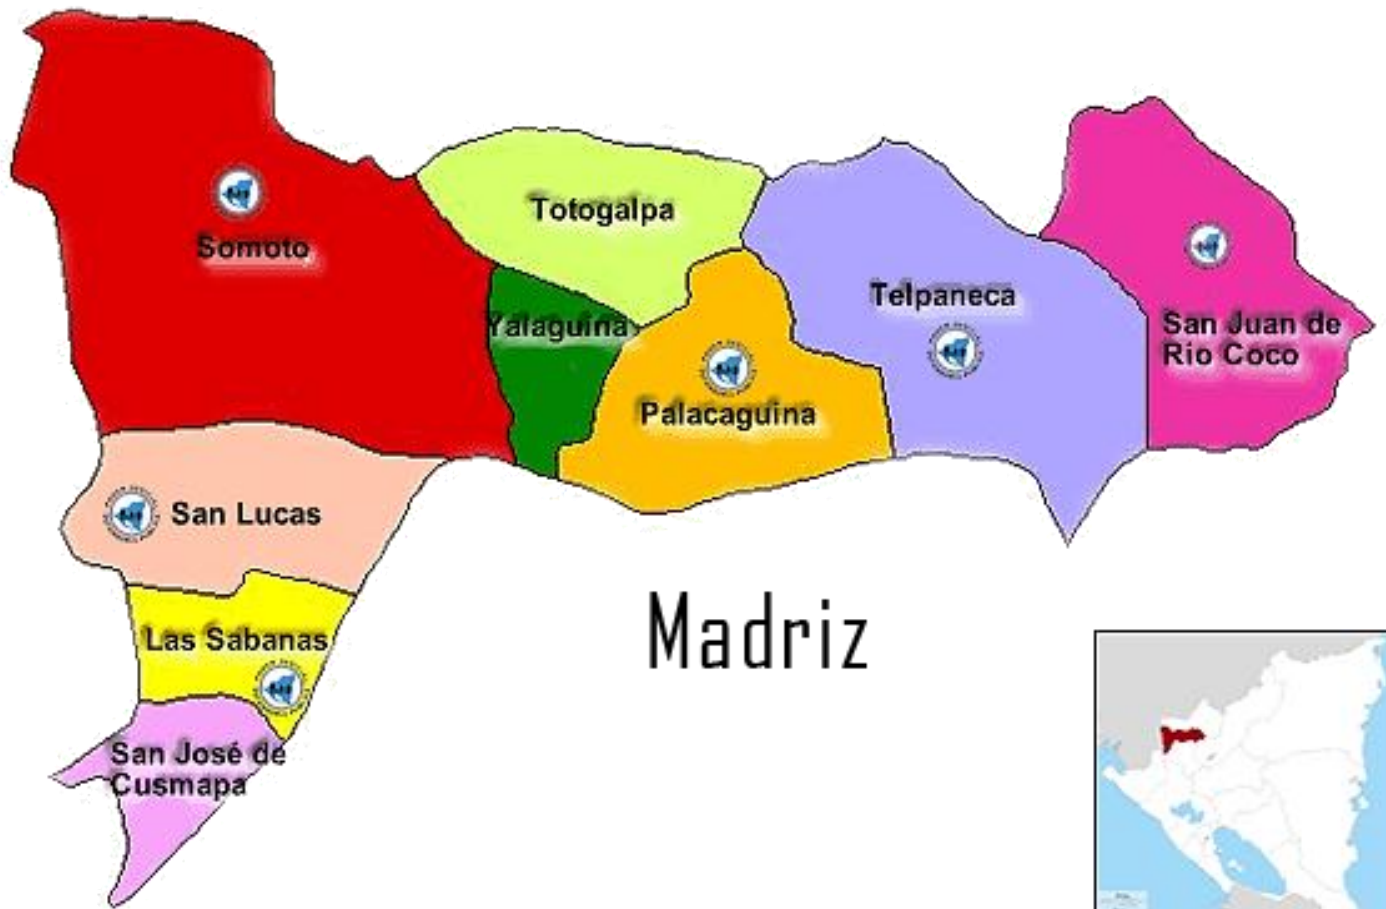 Totogalpa
Somoto
Telpaneca
Yalaguina
San Juan de
Rio Coco
Palacaguina
San Lucas
Las Sabanas
Madriz
San José de
Cusmapa